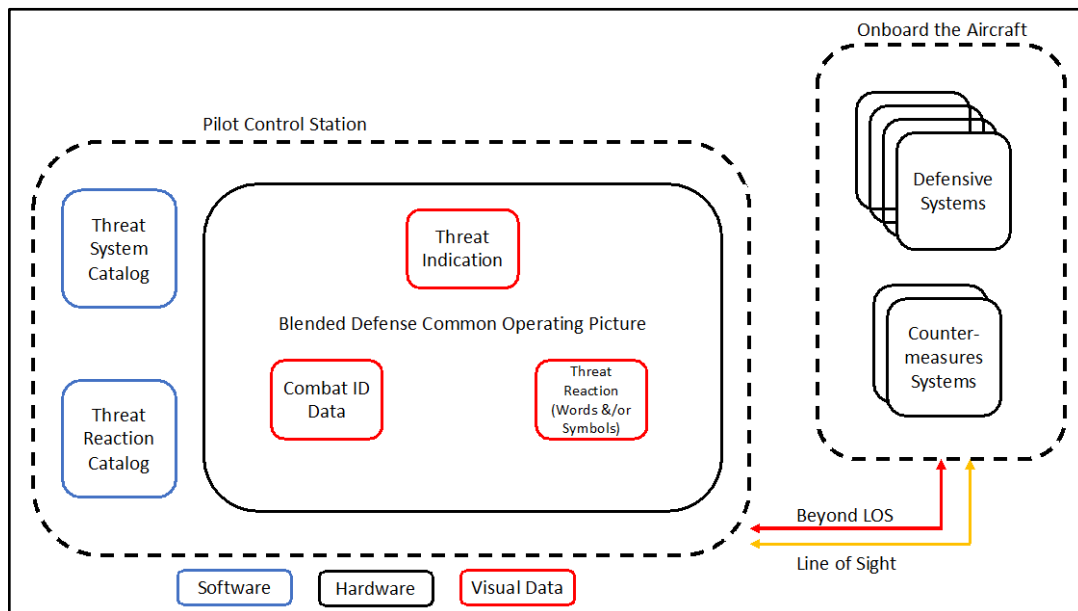 Onboard the Aircraft
Pilot Control Station
Threat
System
Catalog
Threat
Reaction
Catalog
Threat
Indication
Blended Defense Common Operating Picture
Combat ID
Data
Threat
Reaction
(Words &/or
Symbols)
Defensive
Systems
Counter-
measures
Systems
Beyond LOS
Line of Sight
Software
Hardware
Visual Data